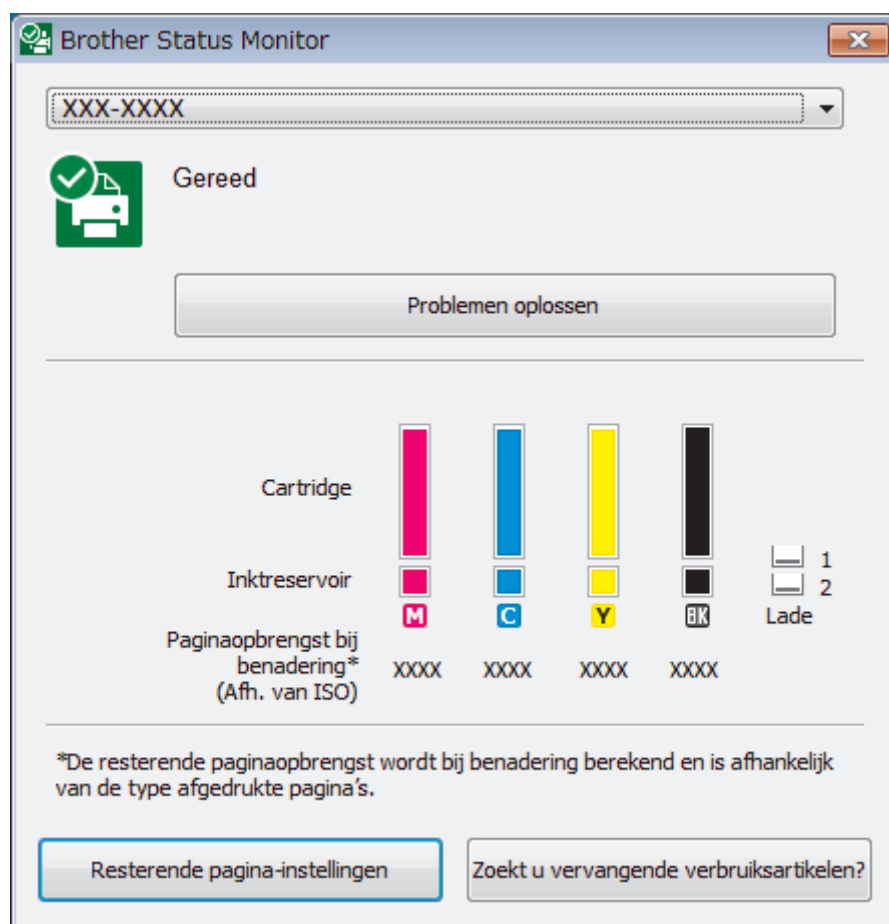 Brother Status Monitor
XXX-XXXX
Gereed
Problemen oplossen
Cartridge
Inktreservoir
1
2
M C Y BK
Lade
Paginaopbrengst bij
benadering*
(Afh. van ISO)
XXXX XXXX XXXX XXXX
*De resterende paginaopbrengst wordt bij benadering berekend en is afhankelijk
van de type afgedrukte pagina's.
Resterende pagina-instellingen
Zoekt u vervangende verbruiksartikelen?